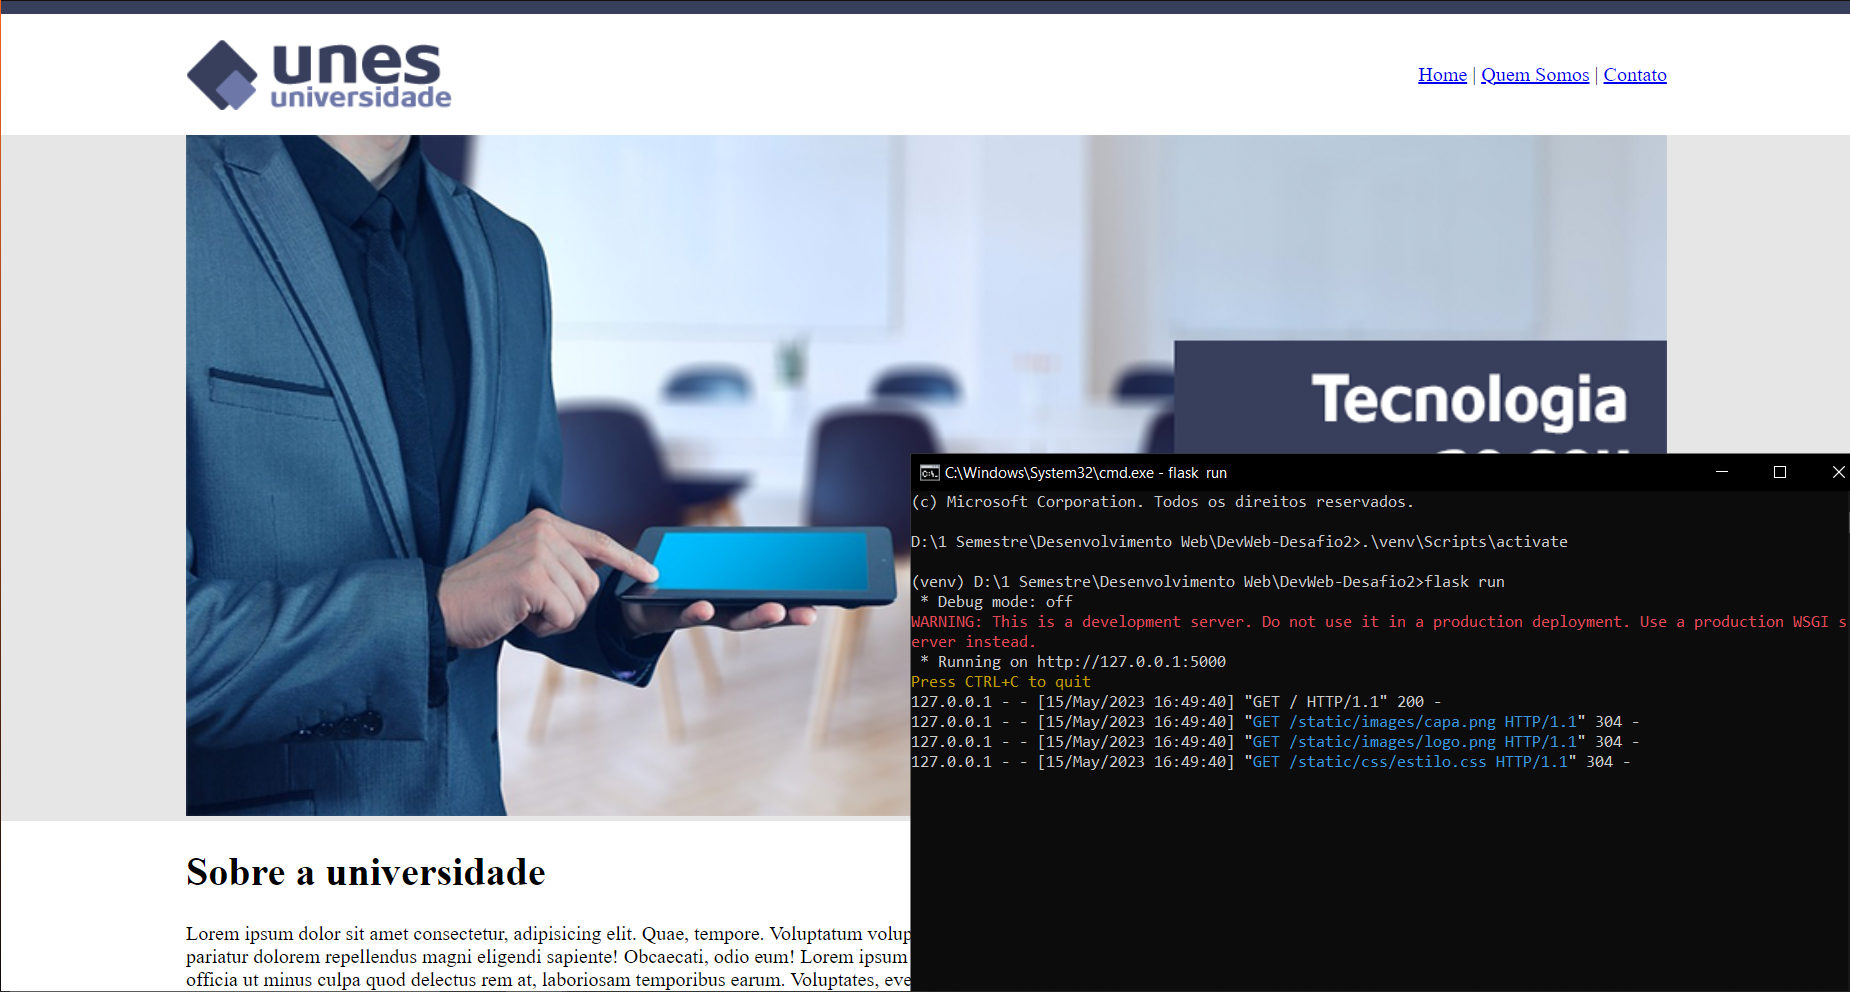 unes
universidade
Home | Quem Somos | Contato
Tecnologia
C:\Windows\System32\cmd.exe - flask  run
(c) Microsoft Corporation. Todos os direitos reservados.
D:\1 Semestre\Desenvolvimento Web\DevWeb-Desafio2>.\venv\Scripts\activate
(venv) D:\1 Semestre\Desenvolvimento Web\DevWeb-Desafio2>flask run
 * Debug mode: off
WARNING: This is a development server. Do not use it in a production deployment. Use a production WSGI s
erver instead.
 * Running on http://127.0.0.1:5000
Press CTRL+C to quit
127.0.0.1 - - [15/May/2023 16:49:40] "GET / HTTP/1.1" 200 -
127.0.0.1 - - [15/May/2023 16:49:40] "GET /static/images/capa.png HTTP/1.1" 304 -
127.0.0.1 - - [15/May/2023 16:49:40] "GET /static/images/logo.png HTTP/1.1" 304 -
127.0.0.1 - - [15/May/2023 16:49:40] "GET /static/css/estilo.css HTTP/1.1" 304 -
Sobre a universidade
Lorem ipsum dolor sit amet consectetur, adipisicing elit. Quae, tempore. Voluptatum
pariatur dolorem repellendus magni eligendi sapiente! Obcaecati, odio eum! Lorem ipsum
officia ut minus culpa quod delectus rem at, laboriosam temporibus earum. Voluptates,